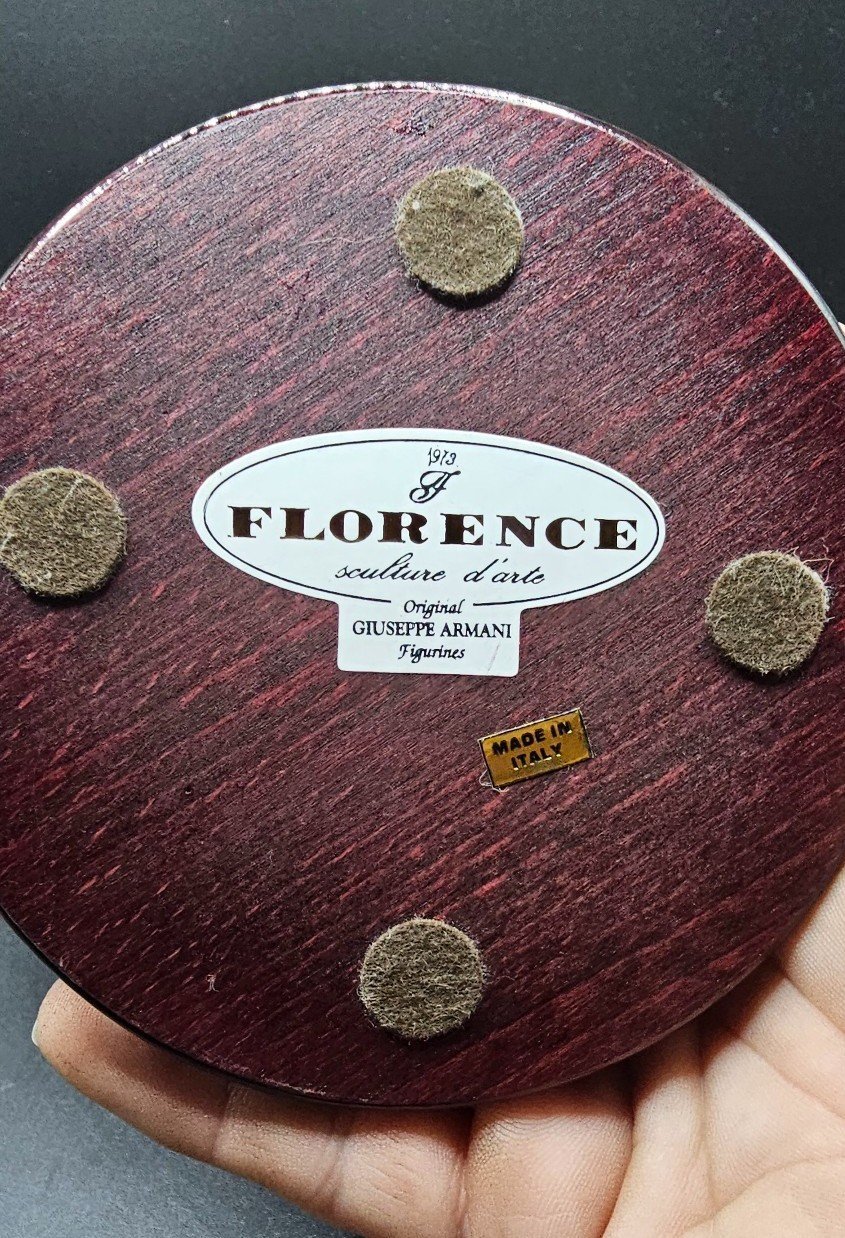 1973
FLORENCE
sculture d'arte
Original
GIUSEPPE ARMANI
Figurines
MADE IN
ITALY